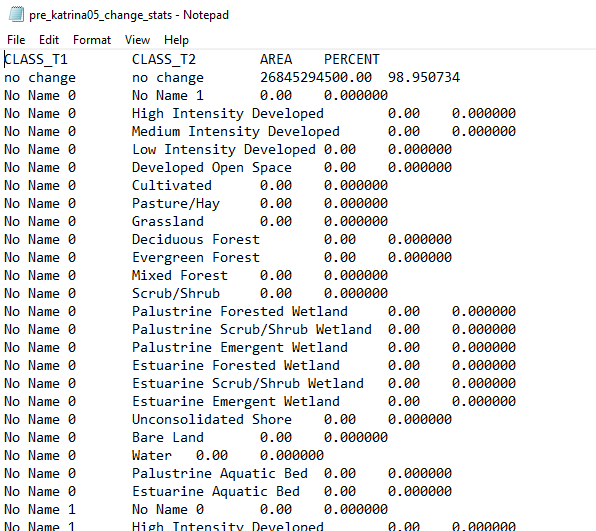 pre_katrina05_change_stats - Notepad
File Edit Format View Help
CLASS_T1 CLASS_T2 AREA PERCENT
no change no change 26845294500.00 98.950734
No Name 0 No Name 1 0.00 0.000000
No Name 0 High Intensity Developed 0.00 0.000000
No Name 0 Medium Intensity Developed 0.00 0.000000
No Name 0 Low Intensity Developed 0.00 0.000000
No Name 0 Developed Open Space 0.00 0.000000
No Name 0 Cultivated 0.00 0.000000
No Name 0 Pasture/Hay 0.00 0.000000
No Name 0 Grassland 0.00 0.000000
No Name 0 Deciduous Forest 0.00 0.000000
No Name 0 Evergreen Forest 0.00 0.000000
No Name 0 Mixed Forest 0.00 0.000000
No Name 0 Scrub/Shrub 0.00 0.000000
No Name 0 Palustrine Forested Wetland 0.00 0.000000
No Name 0 Palustrine Scrub/Shrub Wetland 0.00 0.000000
No Name 0 Palustrine Emergent Wetland 0.00 0.000000
No Name 0 Estuarine Forested Wetland 0.00 0.000000
No Name 0 Estuarine Scrub/Shrub Wetland 0.00 0.000000
No Name 0 Estuarine Emergent Wetland 0.00 0.000000
No Name 0 Unconsolidated Shore 0.00 0.000000
No Name 0 Bare Land 0.00 0.000000
No Name 0 Water 0.00 0.000000
No Name 0 Palustrine Aquatic Bed 0.00 0.000000
No Name 0 Estuarine Aquatic Bed 0.00 0.000000
No Name 1 No Name 0 0.00 0.000000
No Name 1 High Intensity Developed 0.00 0.000000